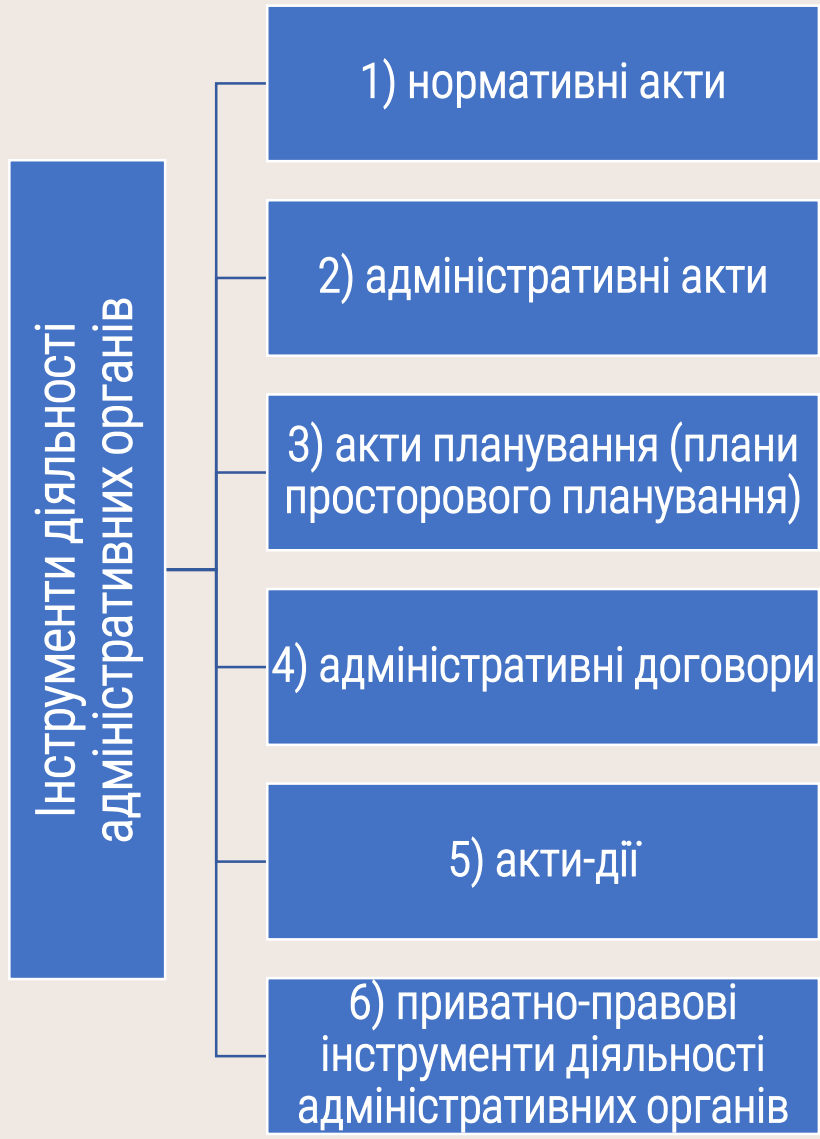 Інструменти діяльності
адміністративних органів
1) нормативні акти
2) адміністративні акти
3) акти планування (плани
просторового планування)
4) адміністративні договори
5) акти-дії
6) приватно-правові
інструменти діяльності
адміністративних органів